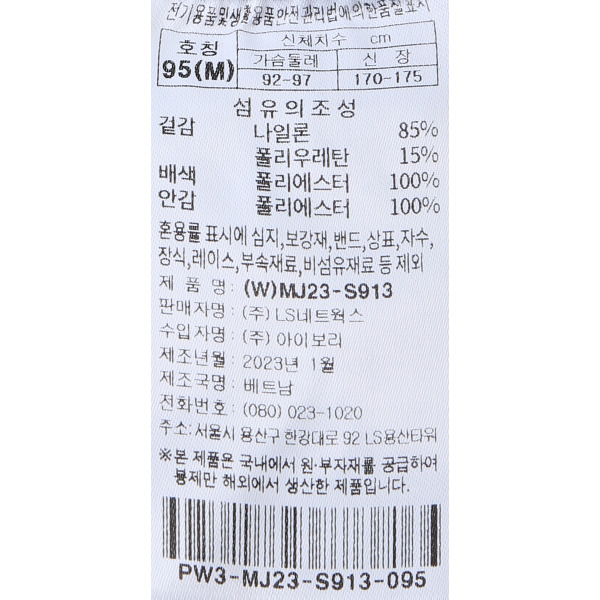 전기용품및생활용품안전관리법에의한품질표시
호칭 신체치수 cm
95(M) 가슴둘레 신 장
92-97 170-175
섬유의조성
겉감 나일론 85%
폴리우레탄 15%
배색 폴리에스터 100%
안감 폴리에스터 100%
혼용률 표시에 심지,보강재,밴드,상표,자수,
장식,레이스,부속재료,비섬유재료 등 제외
제 품 명: (W)MJ23-S913
판매자명: (주) LS네트웍스
수입자명: (주) 아이보리
제조년월: 2023년 1월
제조국명: 베트남
전화번호: (080) 023-1020
주소: 서울시 용산구 한강대로 92 LS용산타워
※본 제품은 국내에서 원·부자재를 공급하여
봉제만 해외에서 생산한 제품입니다.
PW3-MJ23-S913-095